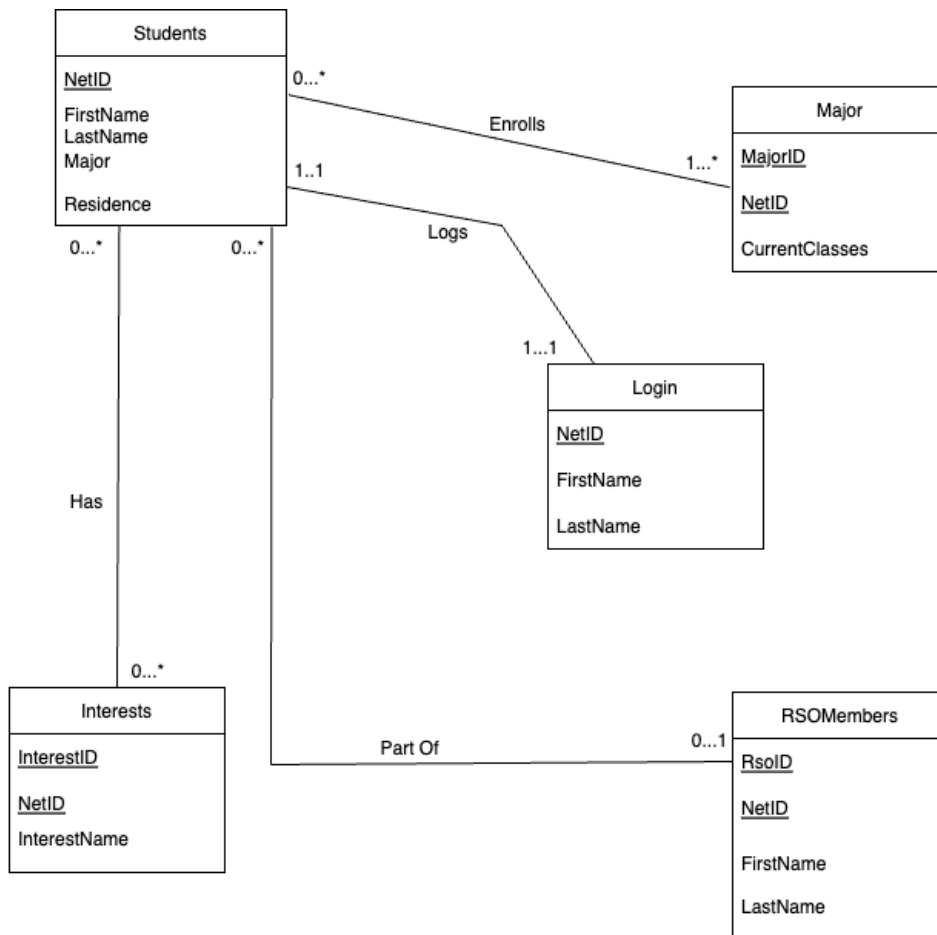 Students
NetID
FirstName
LastName
Major
Residence
0...*
Enrolls
1...*
Major
MajorID
NetID
CurrentClasses
1..1
Logs
1...1
Login
NetID
FirstName
LastName
0...*
0...*
Has
0...*
Interests
InterestID
NetID
InterestName
Part Of
0...1
RSOMembers
RsoID
NetID
FirstName
LastName